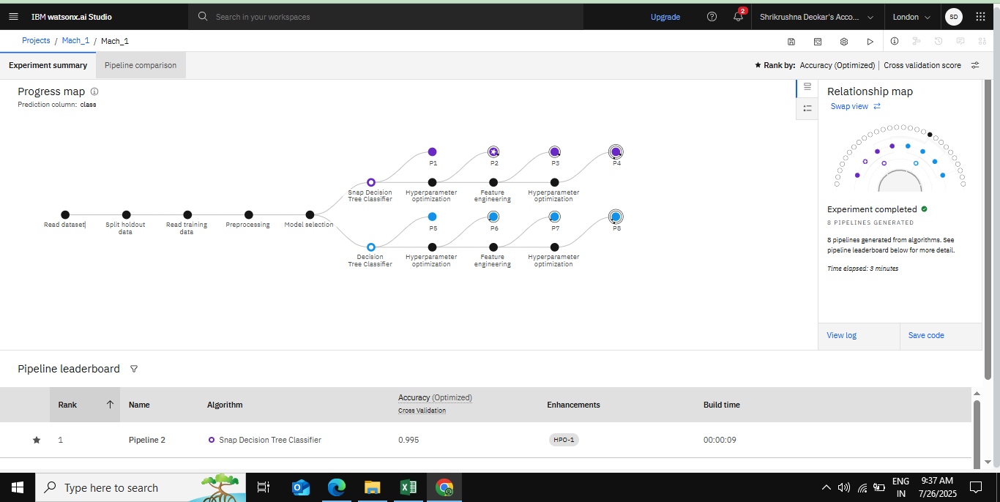 IBM watsonx.ai Studio
Search in your workspaces
Upgrade
2
Shrikrushna Deokar's Acco...
London
SD
Projects / Mach_1 / Mach_1
Experiment summary
Pipeline comparison
Rank by: Accuracy (Optimized) | Cross validation score
Progress map
Prediction column: class
Relationship map
Swap view
P1
P2
P3
P4
Snap Decision
Tree Classifier
Hyperparameter
optimization
Feature
engineering
Hyperparameter
optimization
Read dataset
Split holdout
data
Read training
data
Preprocessing
Model selection
P5
P6
P7
P8
Decision
Tree Classifier
Hyperparameter
optimization
Feature
engineering
Hyperparameter
optimization
Experiment completed
8 PIPELINES GENERATED
8 pipelines generated from algorithms. See
pipeline leaderboard below for more detail.
Time elapsed: 3 minutes
View log
Save code
Pipeline leaderboard
Rank
Name
Algorithm
Accuracy (Optimized)
Cross Validation
Enhancements
Build time
1
Pipeline 2
Snap Decision Tree Classifier
0.995
HPO-1
00:00:09
Type here to search
ENG
IN
9:37 AM
7/26/2025